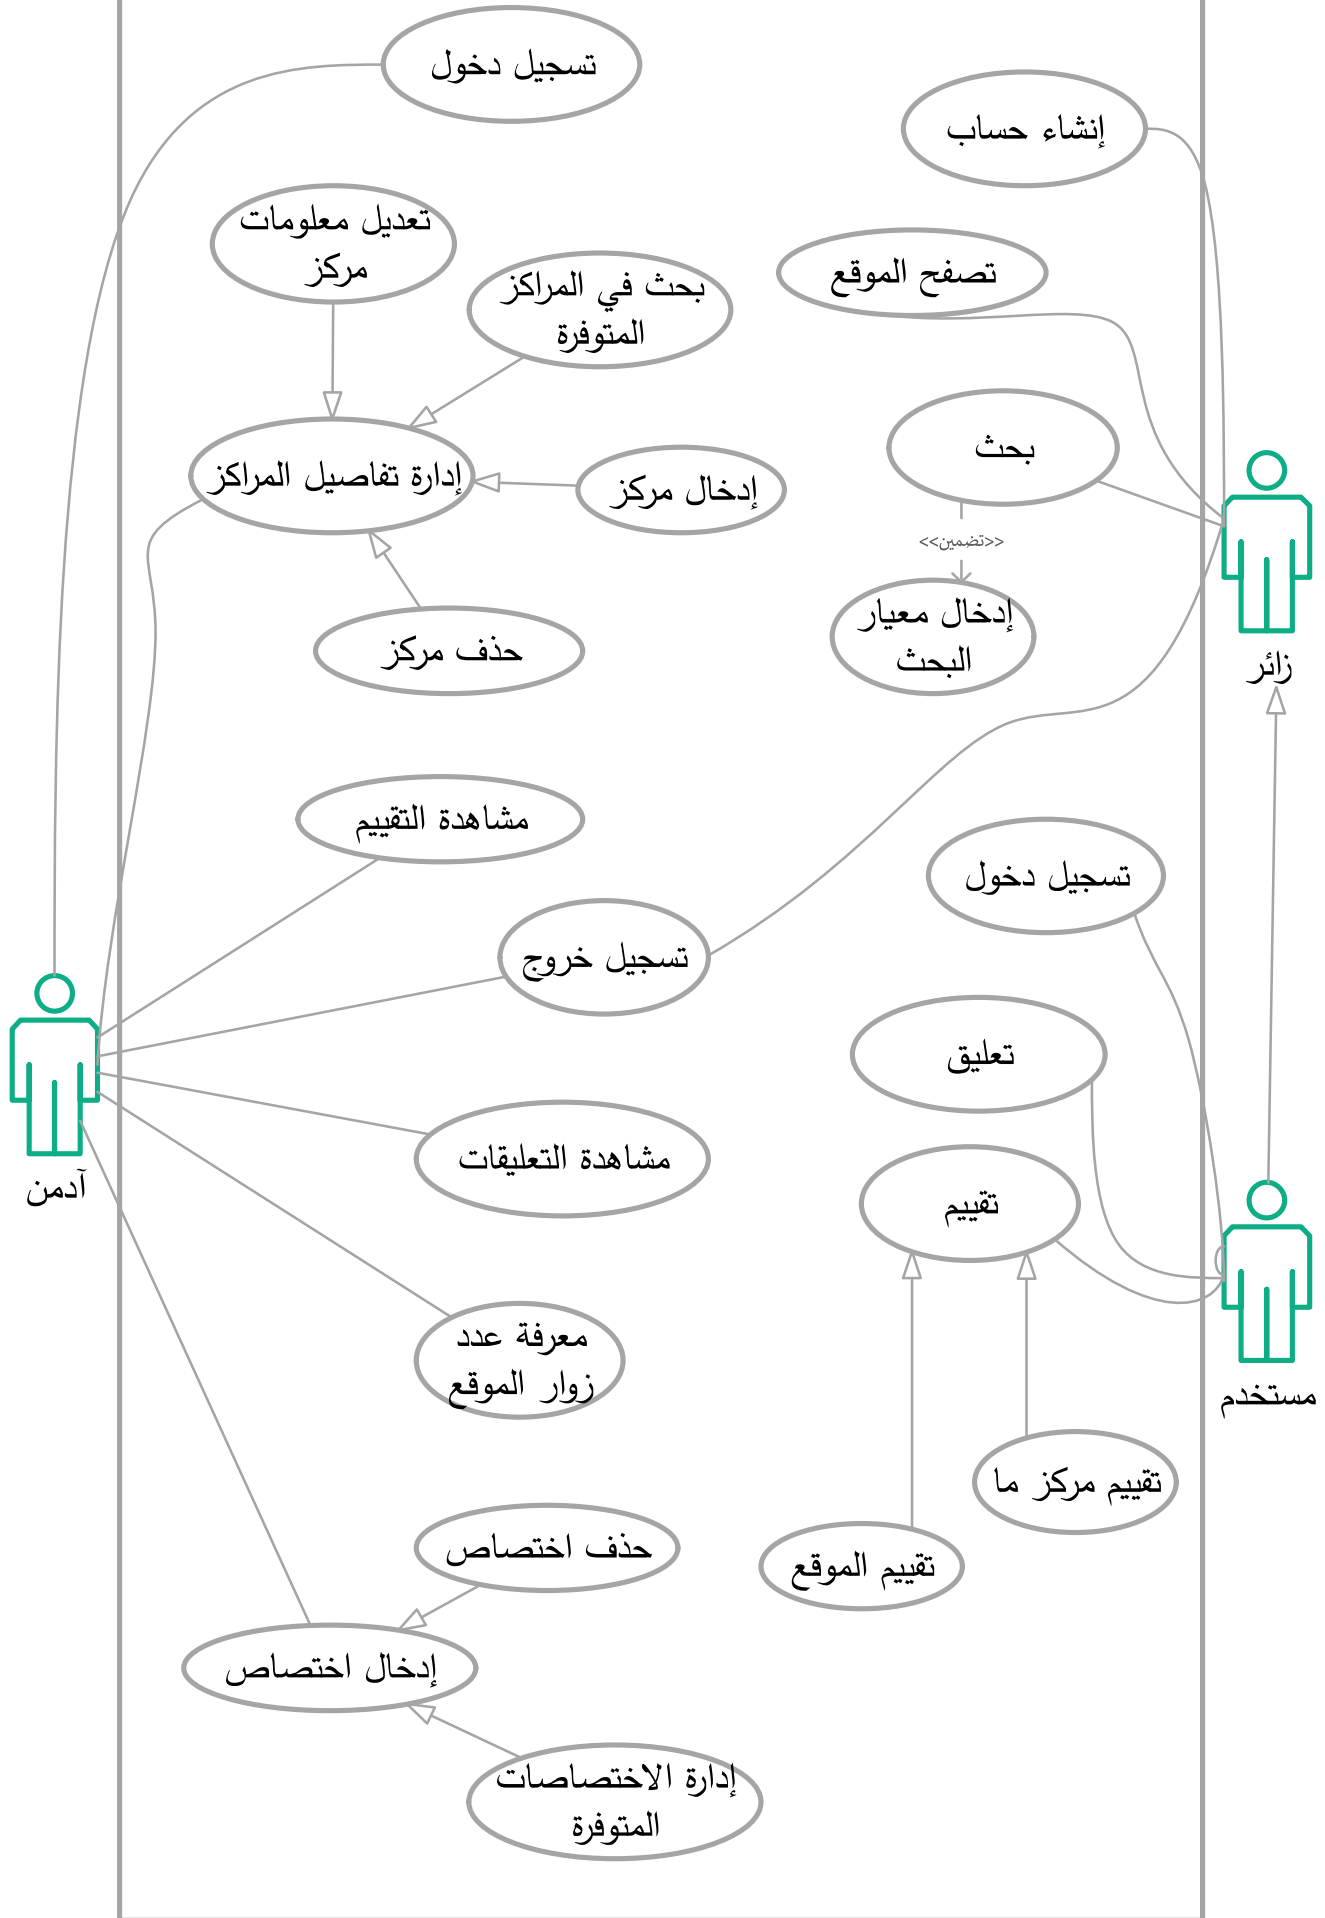 تسجيل دخول
إنشاء حساب
تعديل معلومات
مركز
تصفح الموقع
بحث في المراكز
المتوفرة
بحث
إدارة تفاصيل المراكز
إدخال مركز
<<تضمين>>
إدخال معيار
البحث
حذف مركز
زائر
مشاهدة التقييم
تسجيل دخول
تسجيل خروج
تعليق
مشاهدة التعليقات
آدمن
تقييم
معرفة عدد
زوار الموقع
مستخدم
تقييم مركز ما
حذف اختصاص
تقييم الموقع
إدخال اختصاص
إدارة الاختصاصات
المتوفرة